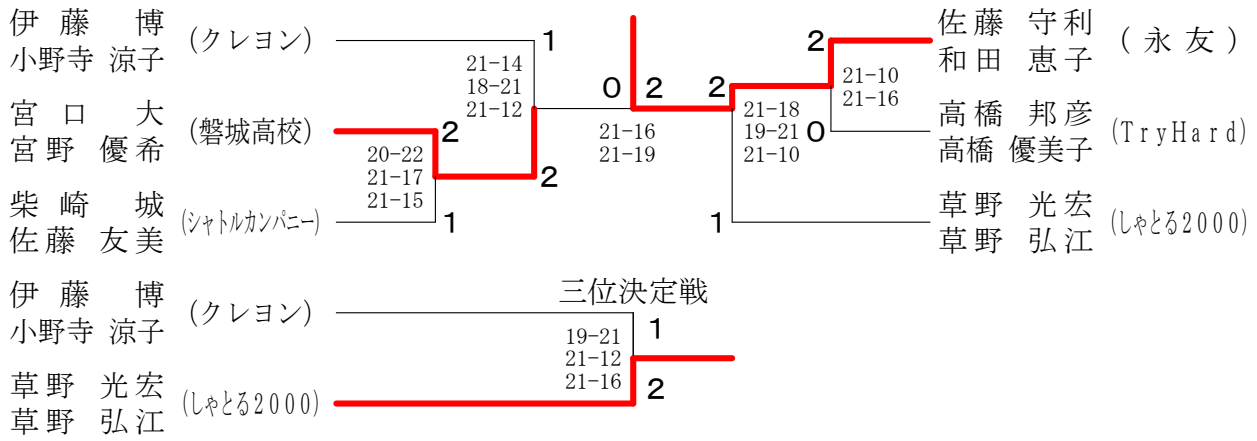 伊藤 博
小野寺 涼子
(クレヨン)
1
21-14
18-21
21-12
宮口 大
宮野 優希
(磐城高校)
2
20-22
21-17
21-15
2
柴崎 城
佐藤 友美
(シャトルカンパニー)
1
0
2
21-16
21-19
2
21-18
19-21
21-10
2
佐藤 守利
和田 恵子
(永友)
21-10
21-16
0
高橋 邦彦
高橋 優美子
(TryHard)
1
草野 光宏
草野 弘江
(しゃとる2000)
三位決定戦
伊藤 博
小野寺 涼子
(クレヨン)
1
19-21
21-12
21-16
2
草野 光宏
草野 弘江
(しゃとる2000)